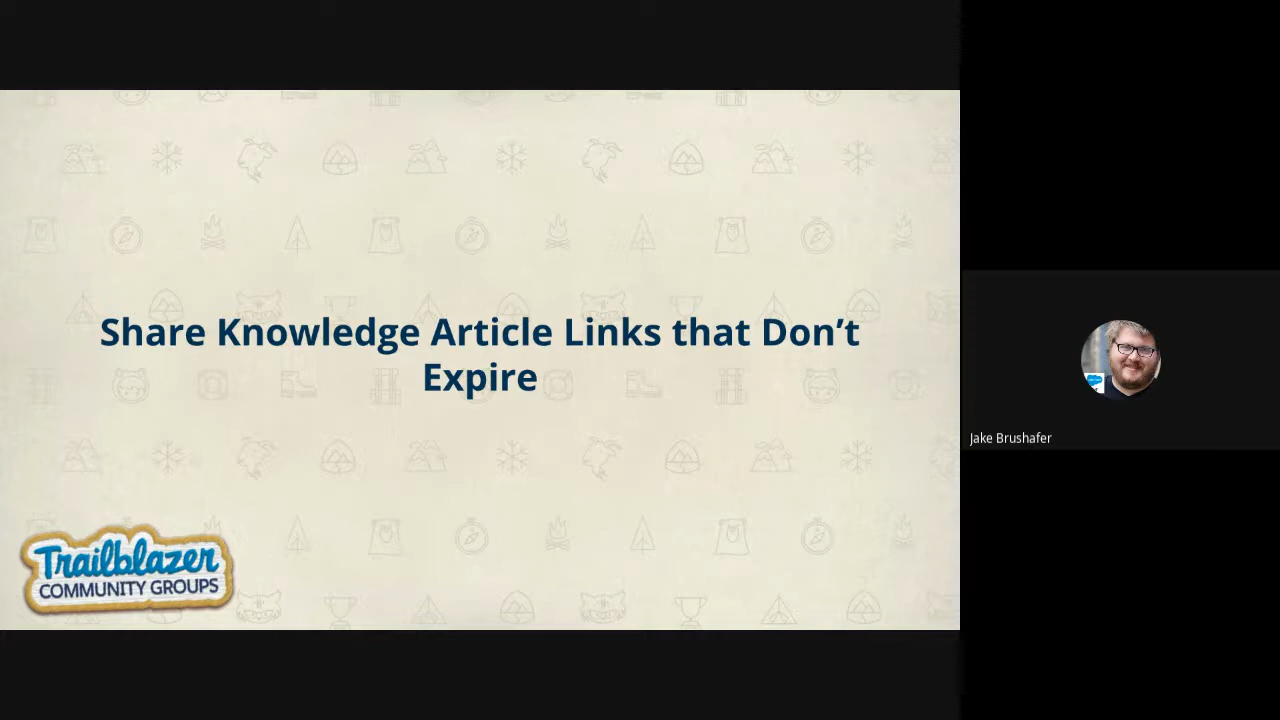 Share Knowledge Article Links that Don’t
Expire
Jake Brushafer
Trailblazer
COMMUNITY GROUPS